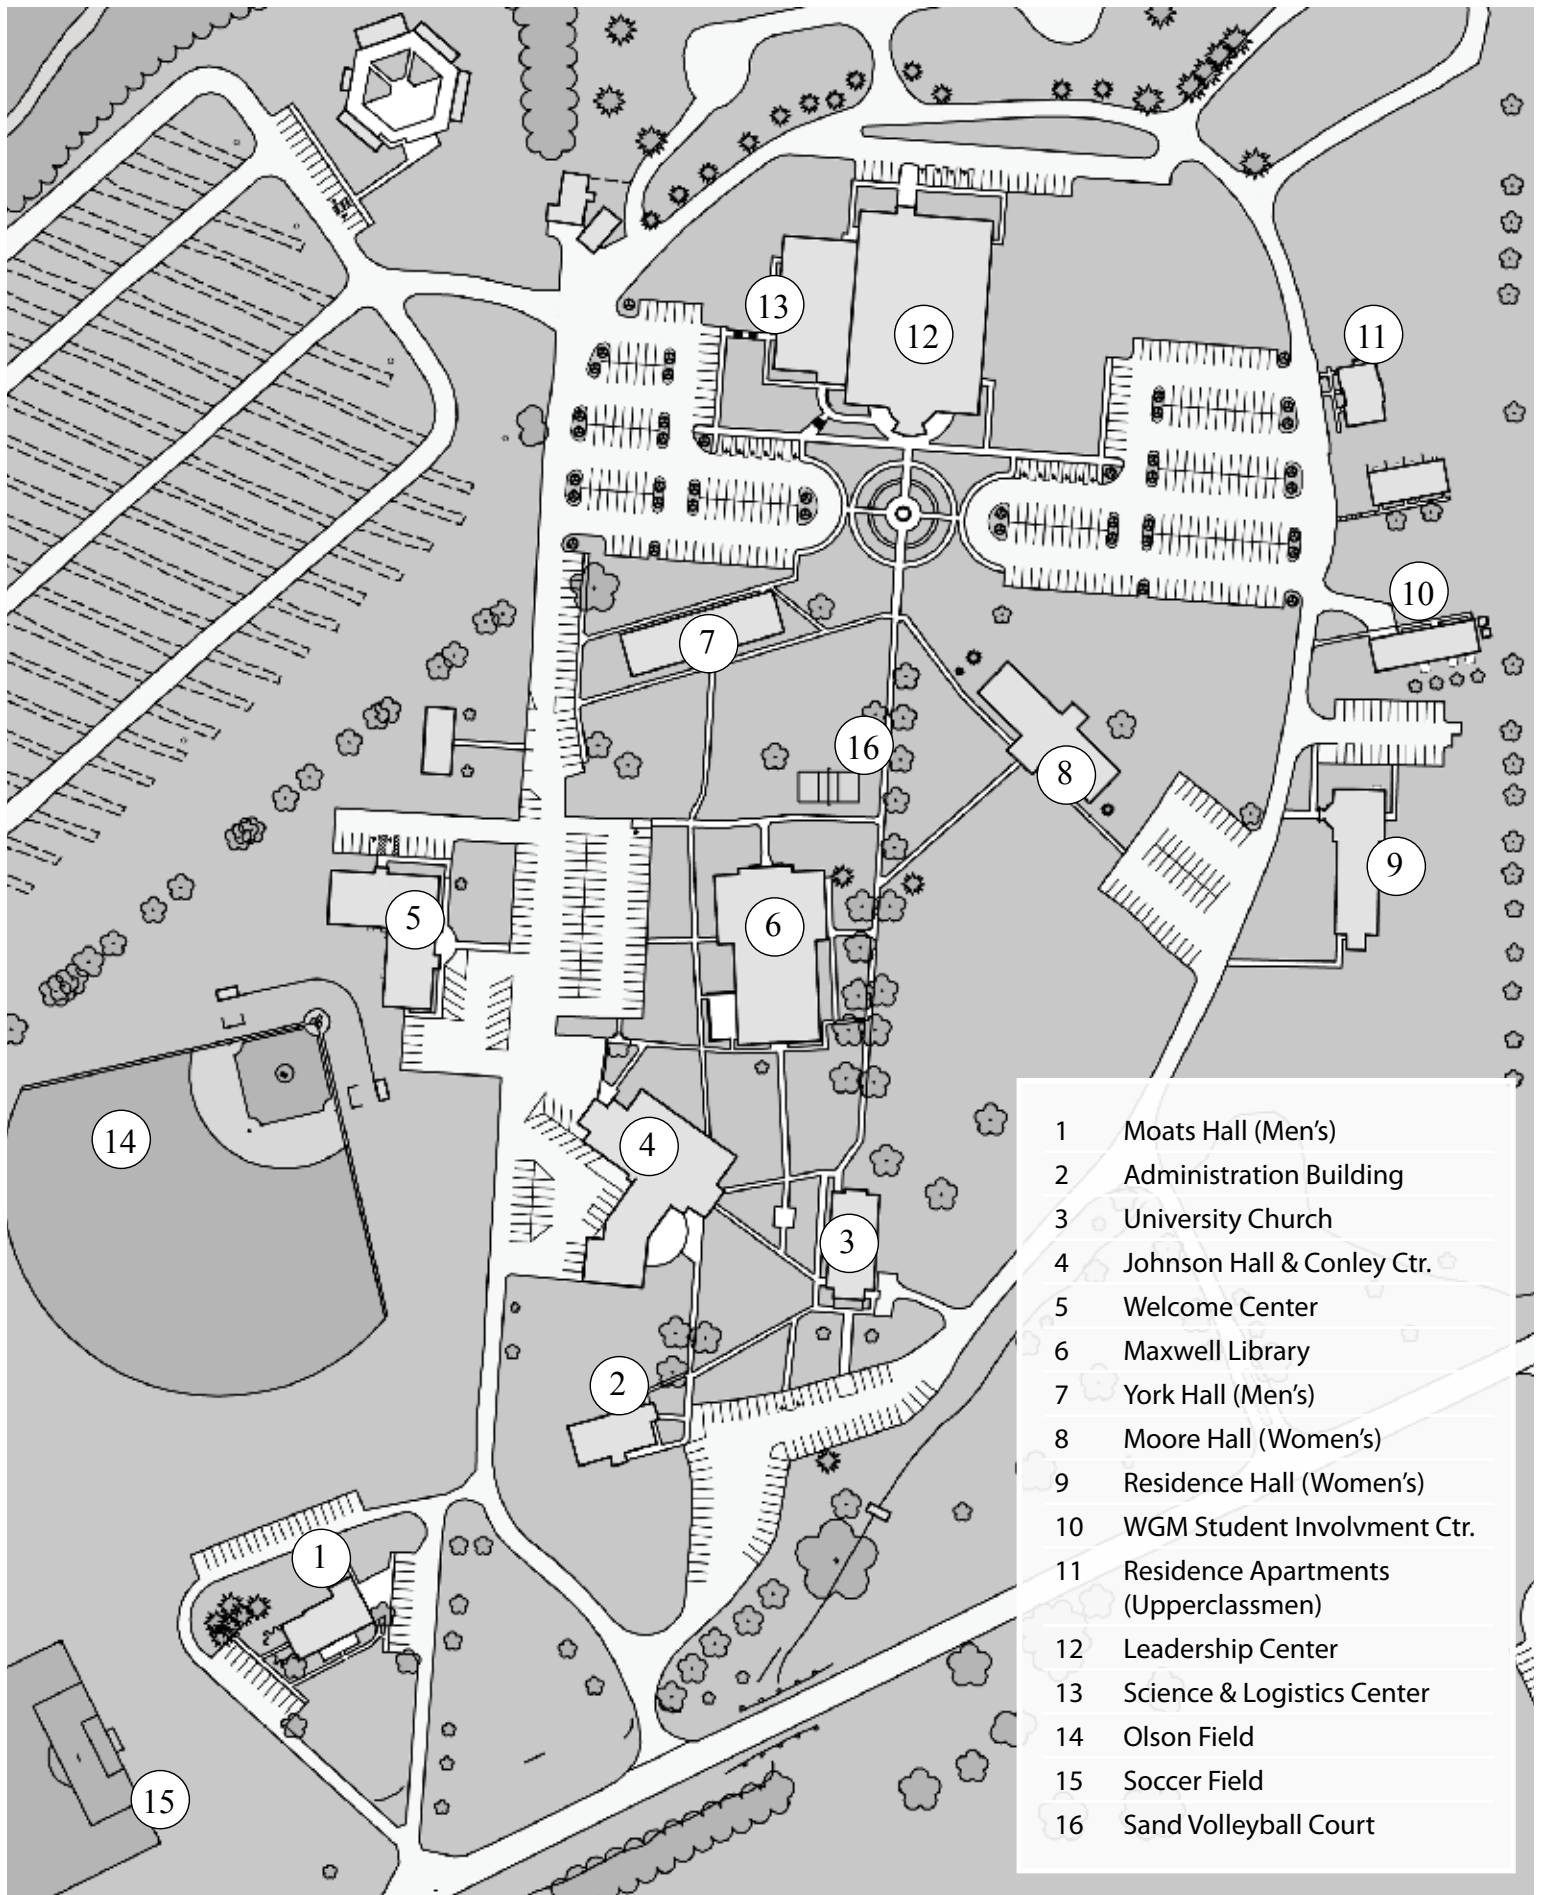 13
12
11
10
7
16
8
9
5
6
14
4
3
2
1
15
1 Moats Hall (Men's)
2 Administration Building
3 University Church
4 Johnson Hall & Conley Ctr.
5 Welcome Center
6 Maxwell Library
7 York Hall (Men's)
8 Moore Hall (Women's)
9 Residence Hall (Women's)
10 WGM Student Involvment Ctr.
11 Residence Apartments
(Upperclassmen)
12 Leadership Center
13 Science & Logistics Center
14 Olson Field
15 Soccer Field
16 Sand Volleyball Court